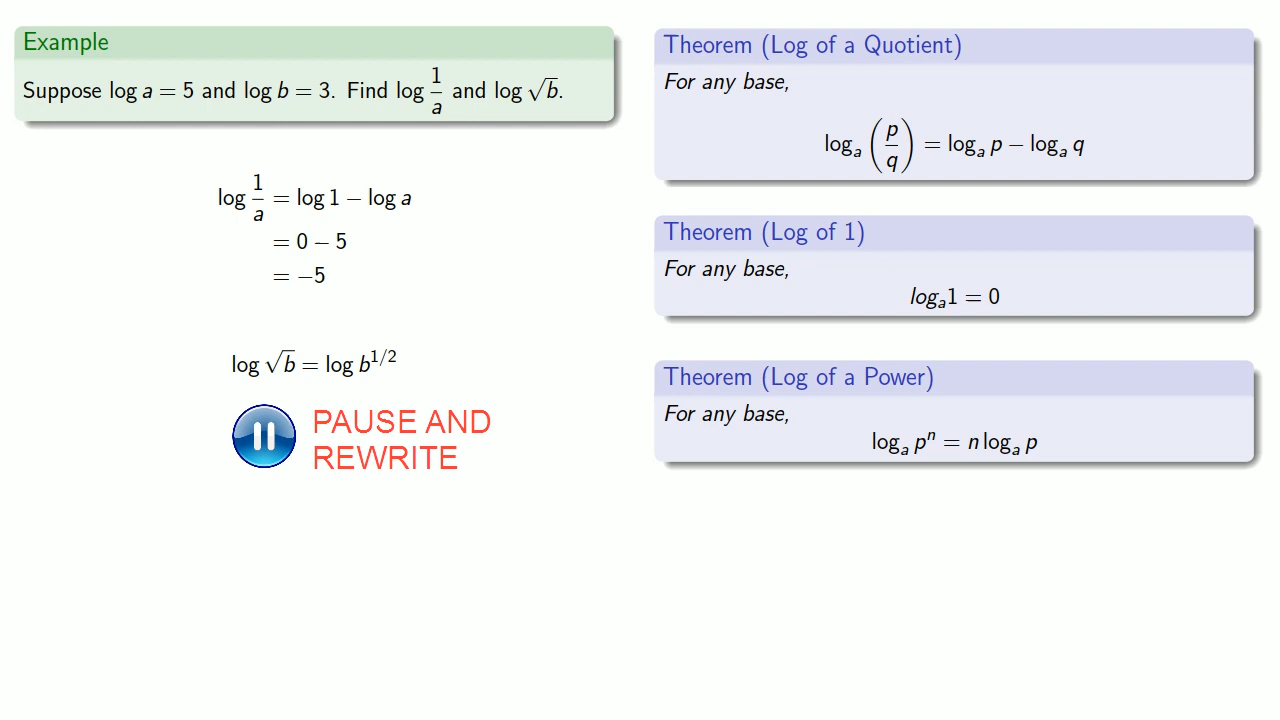 Example
Suppose log a = 5 and log b = 3. Find log 1/a and log √b.
log 1/a = log 1 − log a
= 0 − 5
= −5
log √b = log b^{1/2}
PAUSE AND
REWRITE
Theorem (Log of a Quotient)
For any base,
log_a (p/q) = log_a p − log_a q
Theorem (Log of 1)
For any base,
log_a 1 = 0
Theorem (Log of a Power)
For any base,
log_a p^n = n log_a p